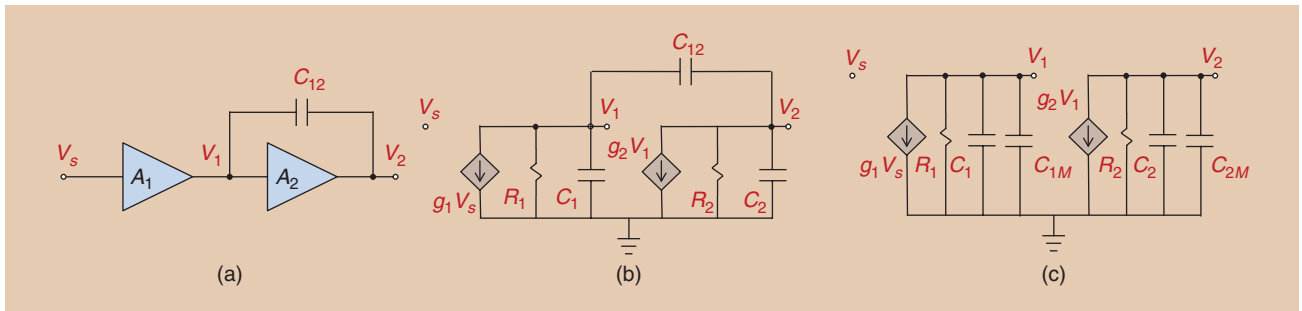 C12
Vs
A1
V1
A2
V2
(a)
C12
Vs
V1
V2
g2V1
g1Vs
R1
C1
R2
C2
(b)
Vs
V1
V2
g2V1
g1Vs
R1
C1
C1M
R2
C2
C2M
(c)